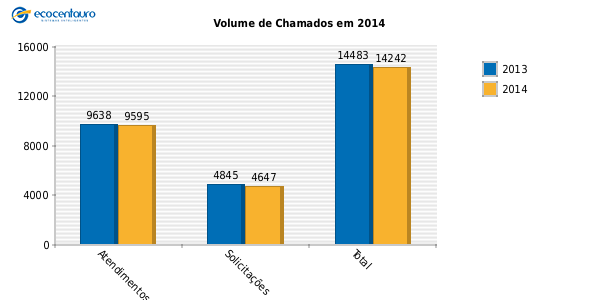 ecocentauro
Volume de Chamados em 2014
16000
12000
8000
4000
0
9638
9595
4845
4647
14483
14242
Atendimentos
Solicitações
Total
2013
2014